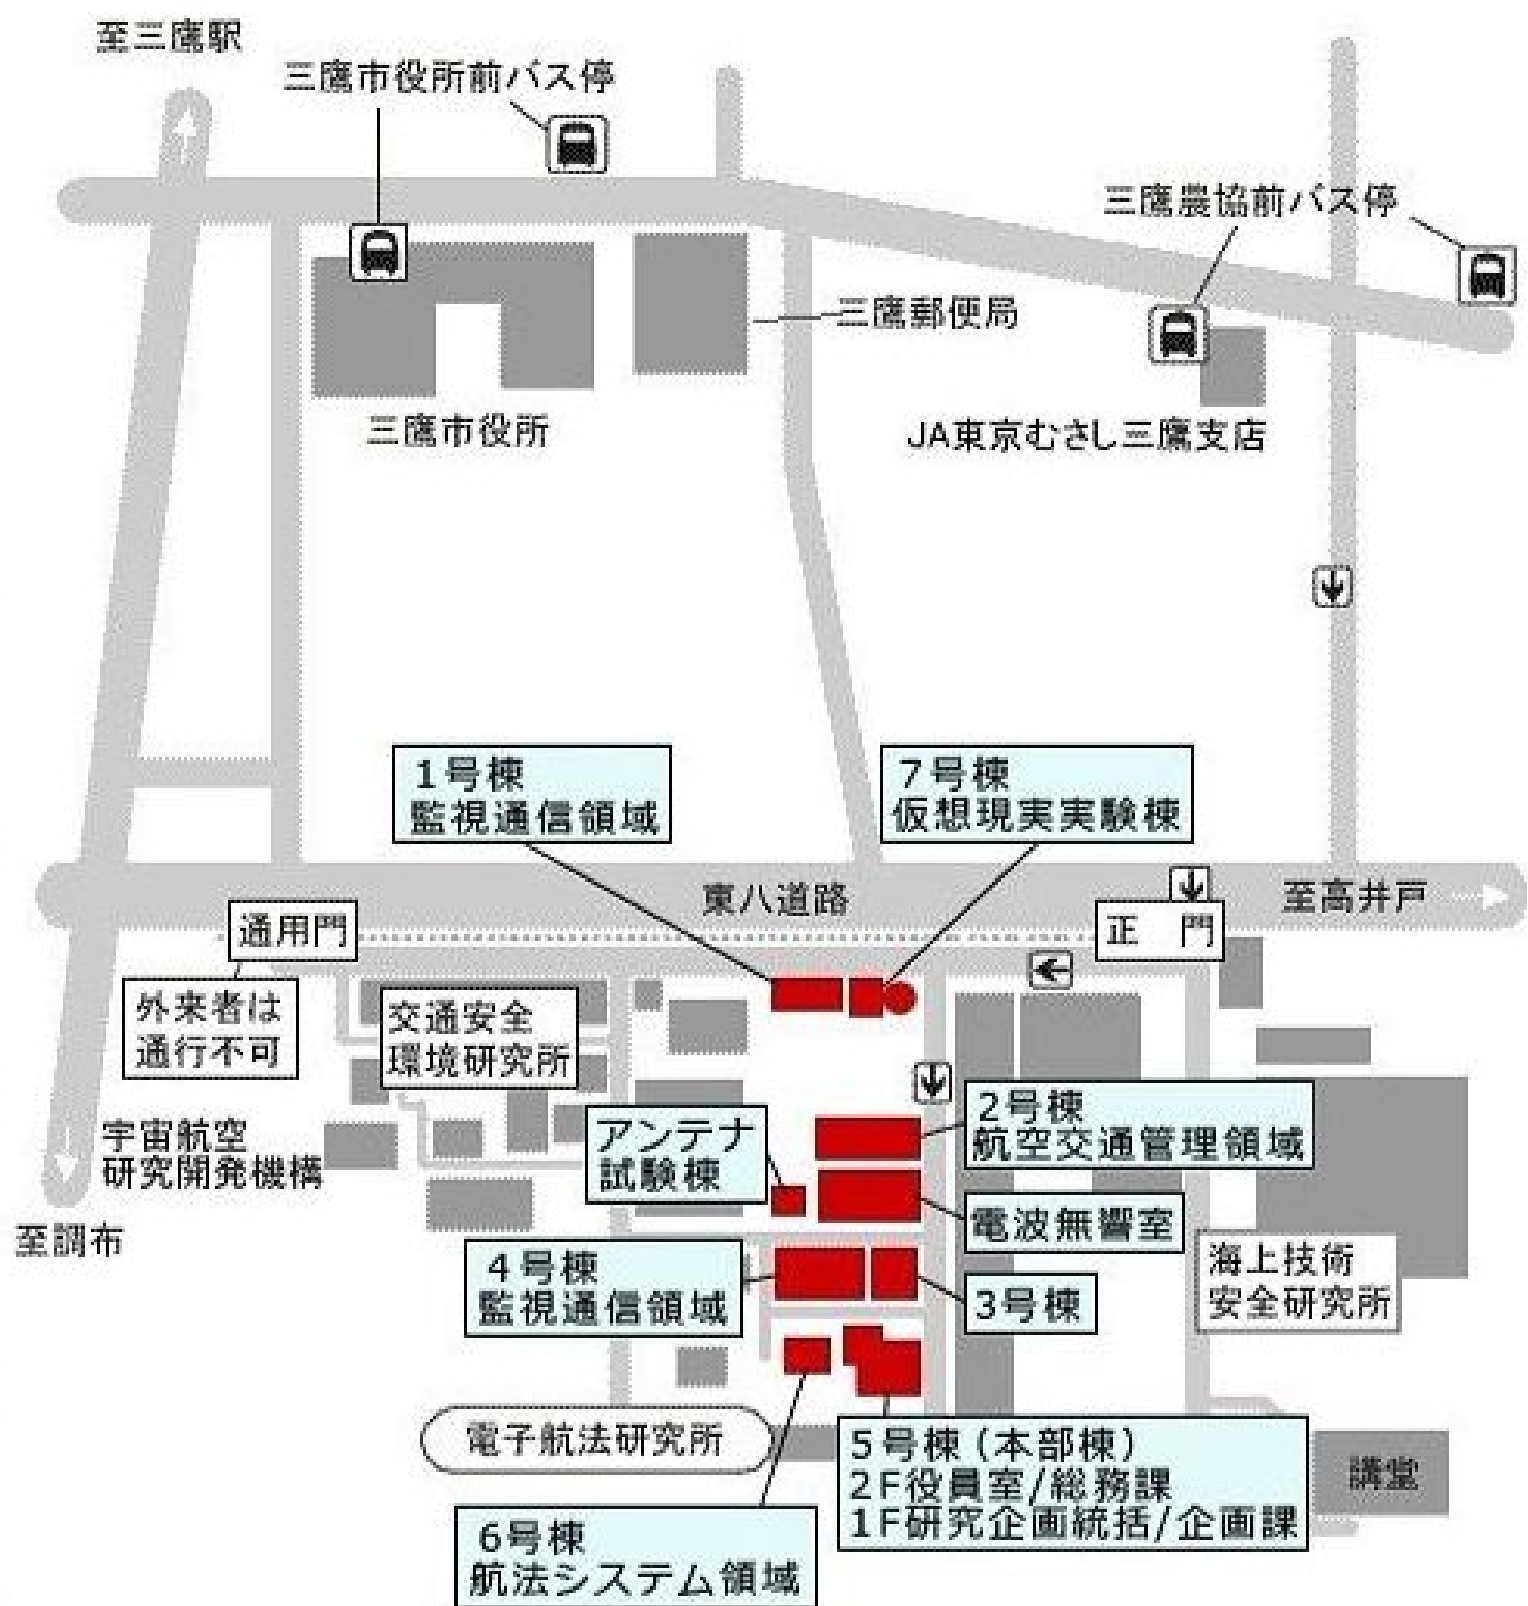 至三鷹駅
三鷹市役所前バス停
三鷹農協前バス停
三鷹郵便局
三鷹市役所
JA東京むさし三鷹支店
1号棟
監視通信領域
7号棟
仮想現実実験棟
東八道路
至高井戸
通用門
正　門
外来者は
通行不可
交通安全
環境研究所
2号棟
航空交通管理領域
アンテナ
試験棟
宇宙航空
研究開発機構
電波無響室
至調布
4号棟
監視通信領域
3号棟
海上技術
安全研究所
電子航法研究所
5号棟(本部棟)
2F役員室/総務課
1F研究企画統括/企画課
講堂
6号棟
航法システム領域